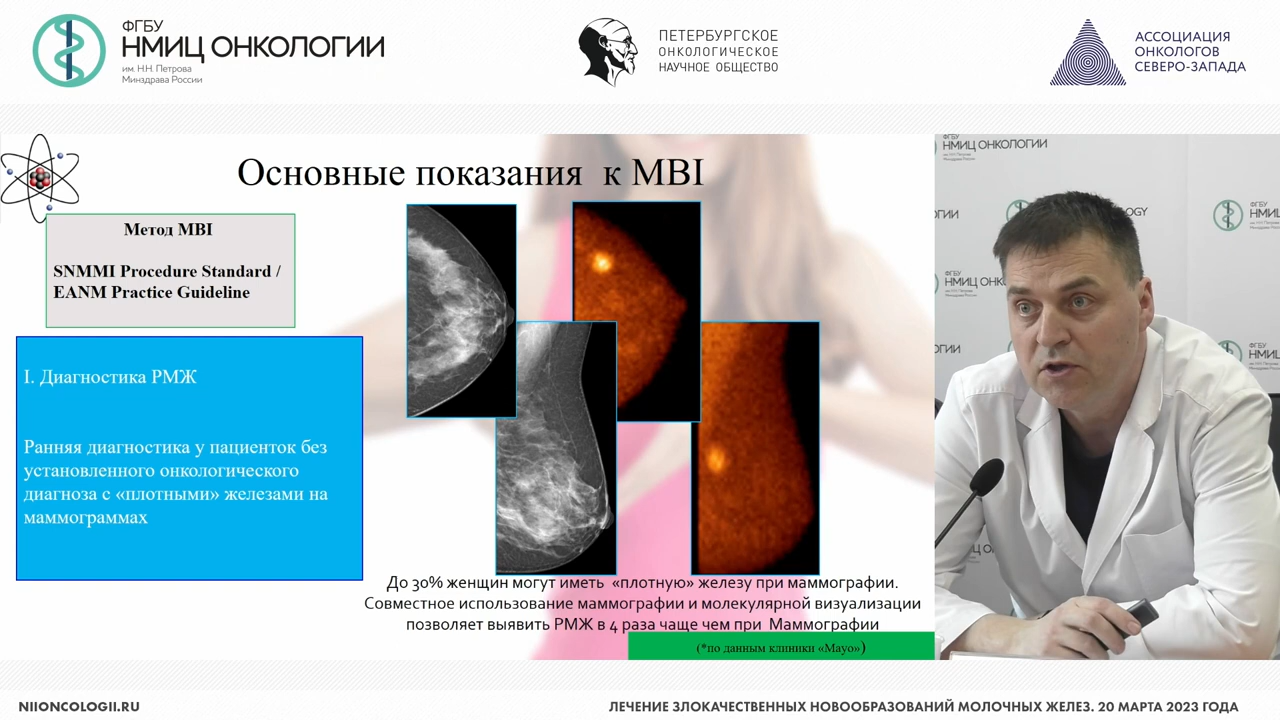 ФГБУ
НМИЦ ОНКОЛОГИИ
им. Н.Н. Петрова
Минздрава России
ПЕТЕРБУРГСКОЕ
ОНКОЛОГИЧЕСКОЕ
НАУЧНОЕ ОБЩЕСТВО
АССОЦИАЦИЯ
ОНКОЛОГОВ
СЕВЕРО-ЗАПАДА
Основные показания к MBI
Метод MBI
SNMMI Procedure Standard /
EANM Practice Guideline
I. Диагностика РМЖ
Ранняя диагностика у пациенток без
установленного онкологического
диагноза с «плотными» железами на
маммограммах
До 30% женщин могут иметь «плотную» железу при маммографии.
Совместное использование маммографии и молекулярной визуализации
позволяет выявить РМЖ в 4 раза чаще чем при Маммографии
(*по данным клиники «Mayo»)
ФГБУ
НМИЦ ОНКОЛОГИИ
NIIONCOLOGII.RU
ЛЕЧЕНИЕ ЗЛОКАЧЕСТВЕННЫХ НОВООБРАЗОВАНИЙ МОЛОЧНЫХ ЖЕЛЕЗ. 20 МАРТА 2023 ГОДА